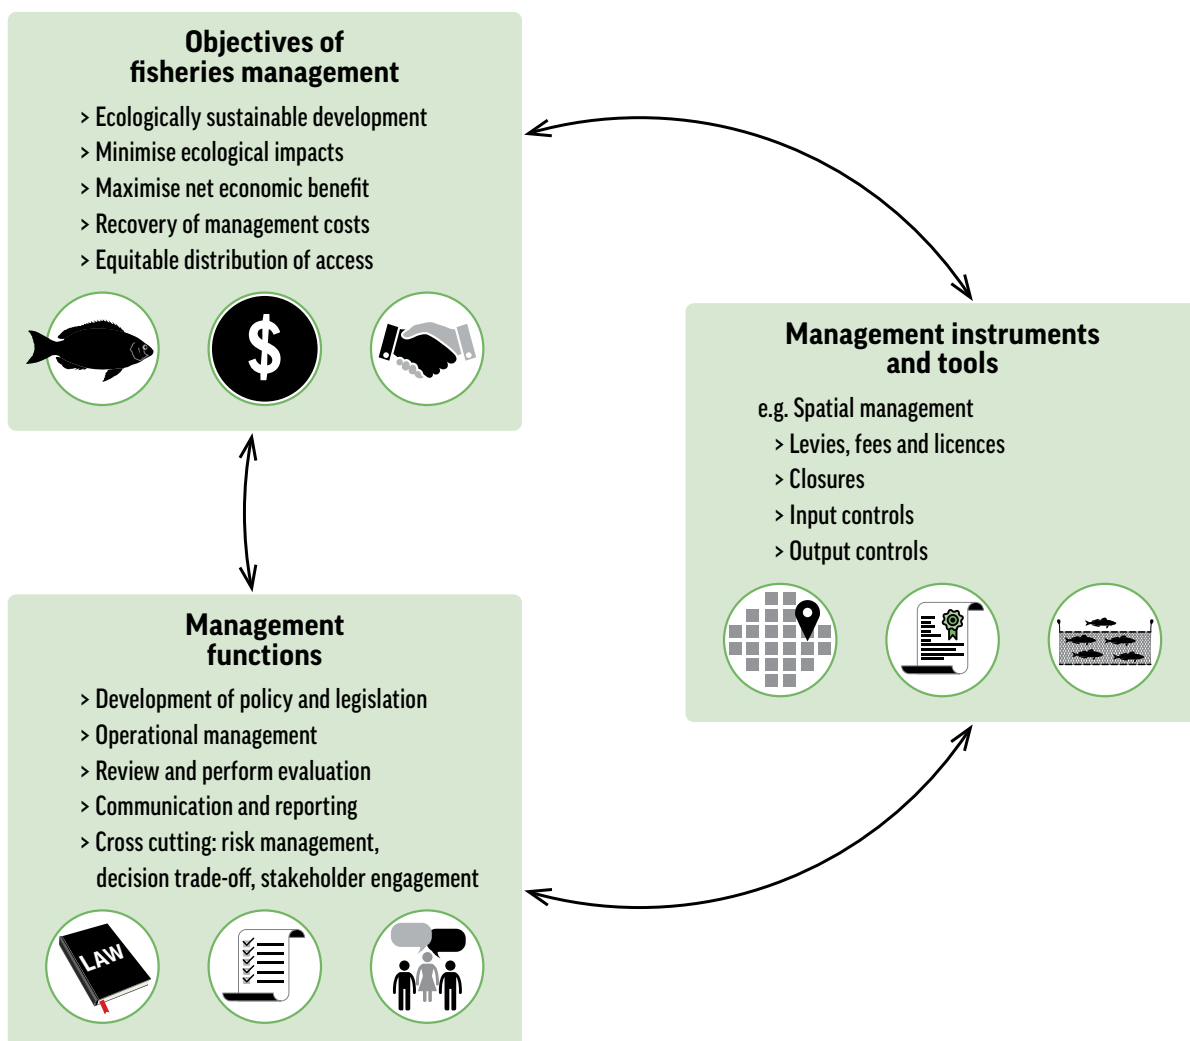 Objectives of
fisheries management
> Ecologically sustainable development
> Minimise ecological impacts
> Maximise net economic benefit
> Recovery of management costs
> Equitable distribution of access
$
Management instruments
and tools
e.g. Spatial management
> Levies, fees and licences
> Closures
> Input controls
> Output controls
Management
functions
> Development of policy and legislation
> Operational management
> Review and perform evaluation
> Communication and reporting
> Cross cutting: risk management,
decision trade-off, stakeholder engagement
LAW